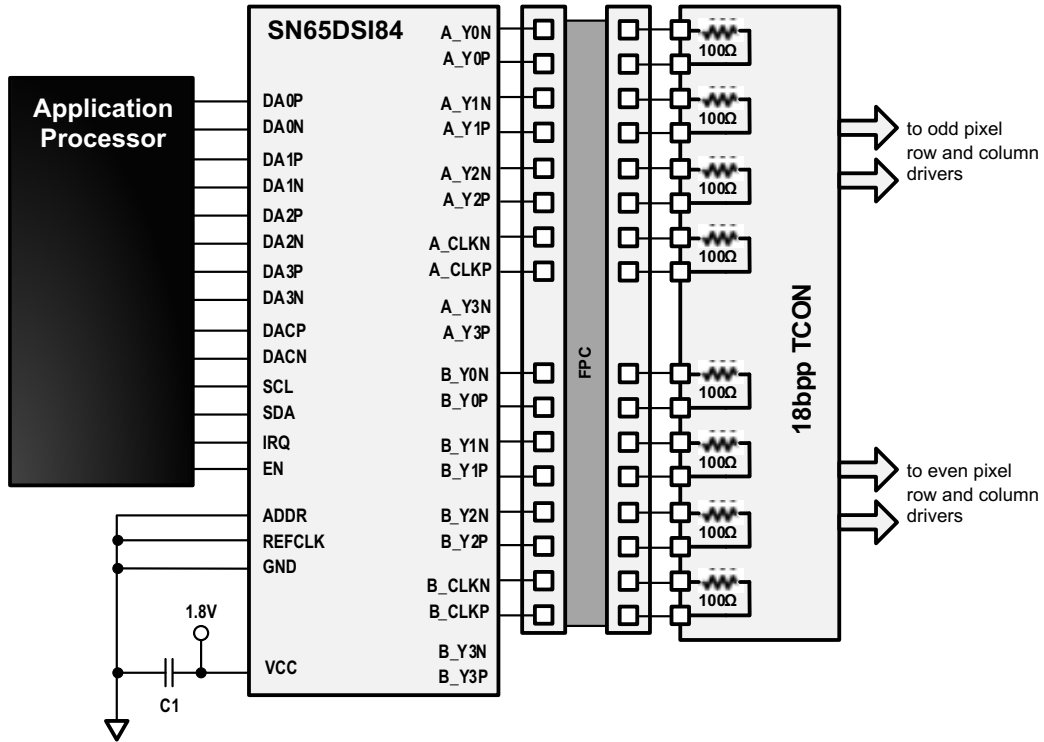 SN65DSI84
Application
Processor
DA0P
DA0N
DA1P
DA1N
DA2P
DA2N
DA3P
DA3N
DACP
DACN
SCL
SDA
IRQ
EN
ADDR
REFCLK
GND
1.8V
VCC
C1
A_Y0N
A_Y0P
A_Y1N
A_Y1P
A_Y2N
A_Y2P
A_CLKN
A_CLKP
A_Y3N
A_Y3P
B_Y0N
B_Y0P
B_Y1N
B_Y1P
B_Y2N
B_Y2P
B_CLKN
B_CLKP
B_Y3N
B_Y3P
FPC
100Ω
100Ω
100Ω
100Ω
100Ω
100Ω
100Ω
100Ω
18bpp TCON
to odd pixel
row and column
drivers
to even pixel
row and column
drivers